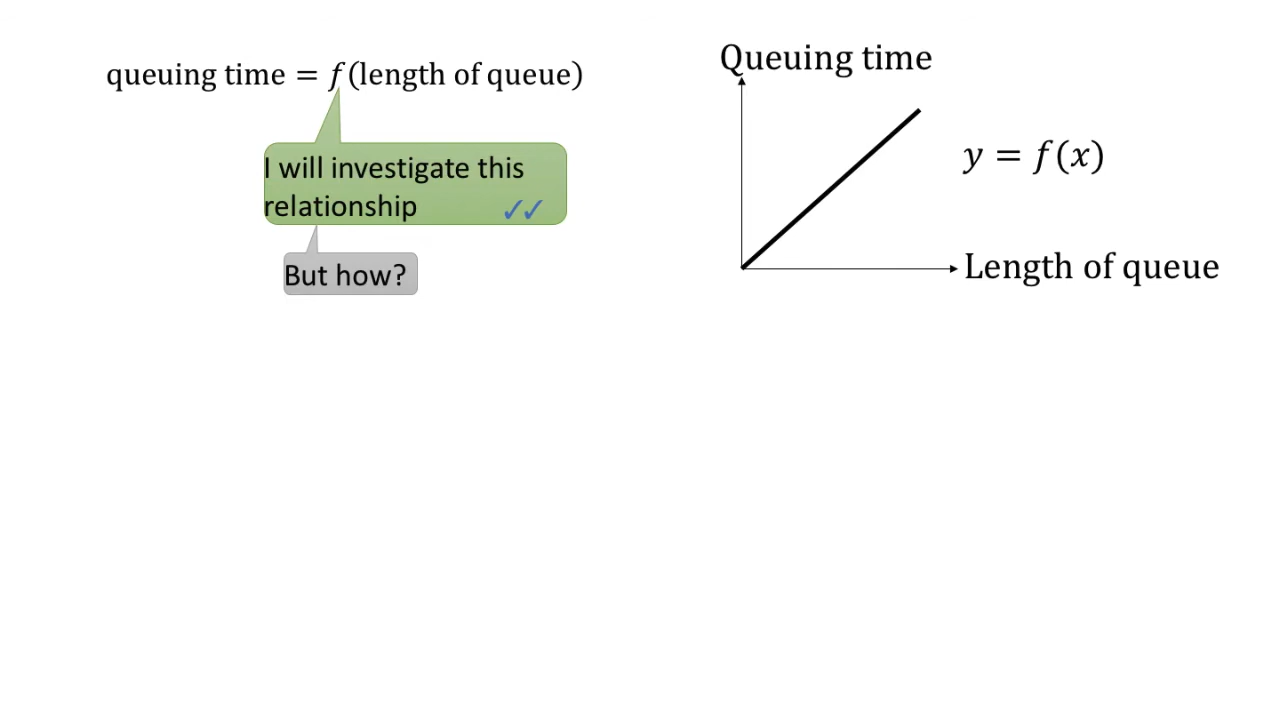 queuing time = f(length of queue)
I will investigate this
relationship ✓✓
But how?
Queuing time
y = f(x)
Length of queue